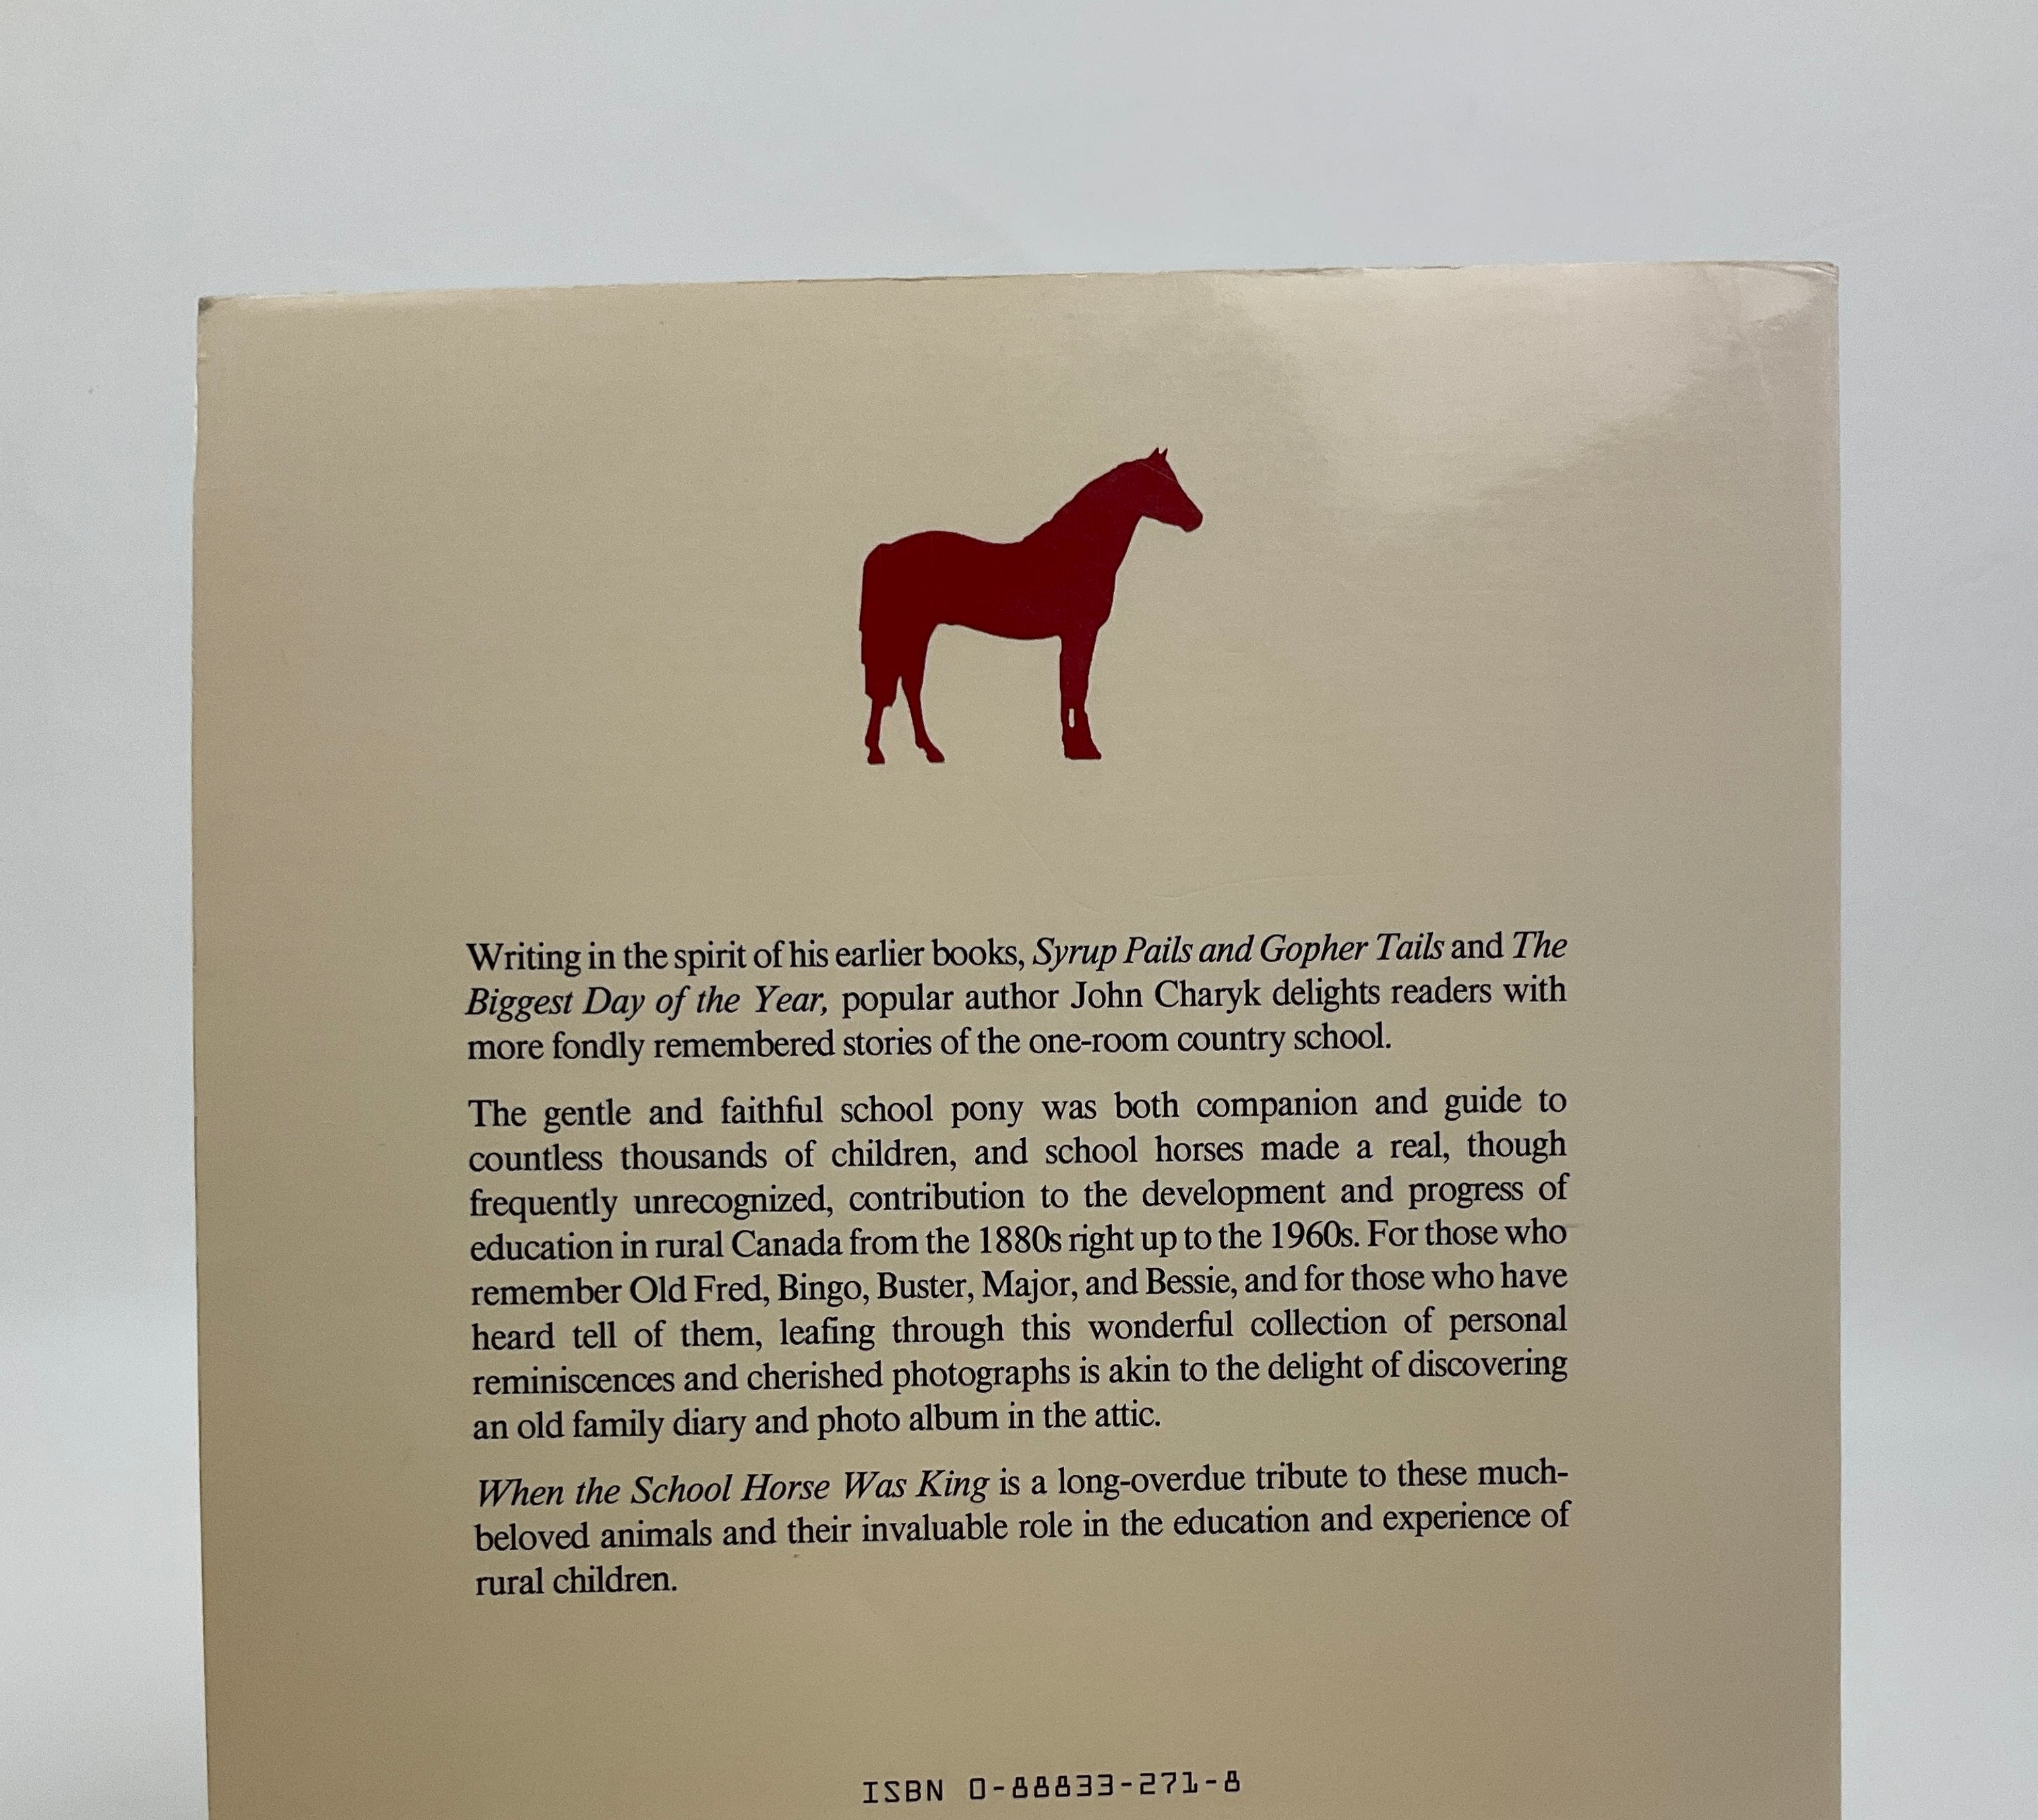 Writing in the spirit of his earlier books, Syrup Pails and Gopher Tails and The
Biggest Day of the Year, popular author John Charyk delights readers with
more fondly remembered stories of the one-room country school.
The gentle and faithful school pony was both companion and guide to
countless thousands of children, and school horses made a real, though
frequently unrecognized, contribution to the development and progress of
education in rural Canada from the 1880s right up to the 1960s. For those who
remember Old Fred, Bingo, Buster, Major, and Bessie, and for those who have
heard tell of them, leafing through this wonderful collection of personal
reminiscences and cherished photographs is akin to the delight of discovering
an old family diary and photo album in the attic.
When the School Horse Was King is a long-overdue tribute to these much-
beloved animals and their invaluable role in the education and experience of
rural children.
ISBN 0-88833-271-8